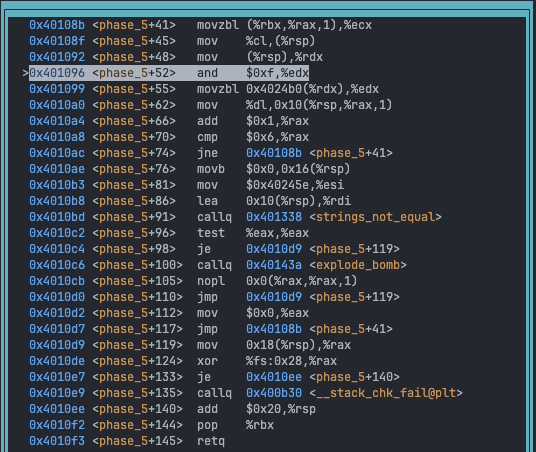 0x40108b <phase_5+41> movzbl (%rbx,%rax,1),%ecx
0x40108f <phase_5+45> mov %cl,(%rsp)
0x401092 <phase_5+48> mov (%rsp),%rdx
>0x401096 <phase_5+52> and $0xf,%edx
0x401099 <phase_5+55> movzbl 0x4024b0(%rdx),%edx
0x4010a0 <phase_5+62> mov %dl,0x10(%rsp,%rax,1)
0x4010a4 <phase_5+66> add $0x1,%rax
0x4010a8 <phase_5+70> cmp $0x6,%rax
0x4010ac <phase_5+74> jne 0x40108b <phase_5+41>
0x4010ae <phase_5+76> movb $0x0,0x16(%rsp)
0x4010b3 <phase_5+81> mov $0x40245e,%esi
0x4010b8 <phase_5+86> lea 0x10(%rsp),%rdi
0x4010bd <phase_5+91> callq 0x401338 <strings_not_equal>
0x4010c2 <phase_5+96> test %eax,%eax
0x4010c4 <phase_5+98> je 0x4010d9 <phase_5+119>
0x4010c6 <phase_5+100> callq 0x40143a <explode_bomb>
0x4010cb <phase_5+105> nopl 0x0(%rax,%rax,1)
0x4010d0 <phase_5+110> jmp 0x4010d9 <phase_5+119>
0x4010d2 <phase_5+112> mov $0x0,%eax
0x4010d7 <phase_5+117> jmp 0x40108b <phase_5+41>
0x4010d9 <phase_5+119> mov 0x18(%rsp),%rax
0x4010de <phase_5+124> xor %fs:0x28,%rax
0x4010e7 <phase_5+133> je 0x4010ee <phase_5+140>
0x4010e9 <phase_5+135> callq 0x400b30 <__stack_chk_fail@plt>
0x4010ee <phase_5+140> add $0x20,%rsp
0x4010f2 <phase_5+144> pop %rbx
0x4010f3 <phase_5+145> retq